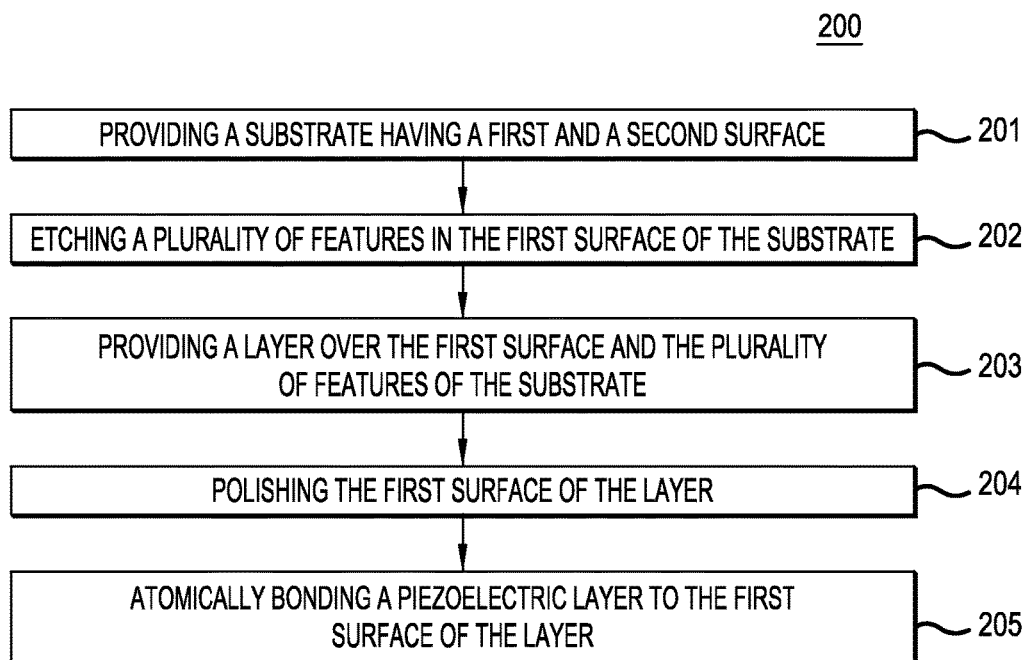 200
PROVIDING A SUBSTRATE HAVING A FIRST AND A SECOND SURFACE
201
ETCHING A PLURALITY OF FEATURES IN THE FIRST SURFACE OF THE SUBSTRATE
202
PROVIDING A LAYER OVER THE FIRST SURFACE AND THE PLURALITY
OF FEATURES OF THE SUBSTRATE
203
POLISHING THE FIRST SURFACE OF THE LAYER
204
ATOMICALLY BONDING A PIEZOELECTRIC LAYER TO THE FIRST
SURFACE OF THE LAYER
205